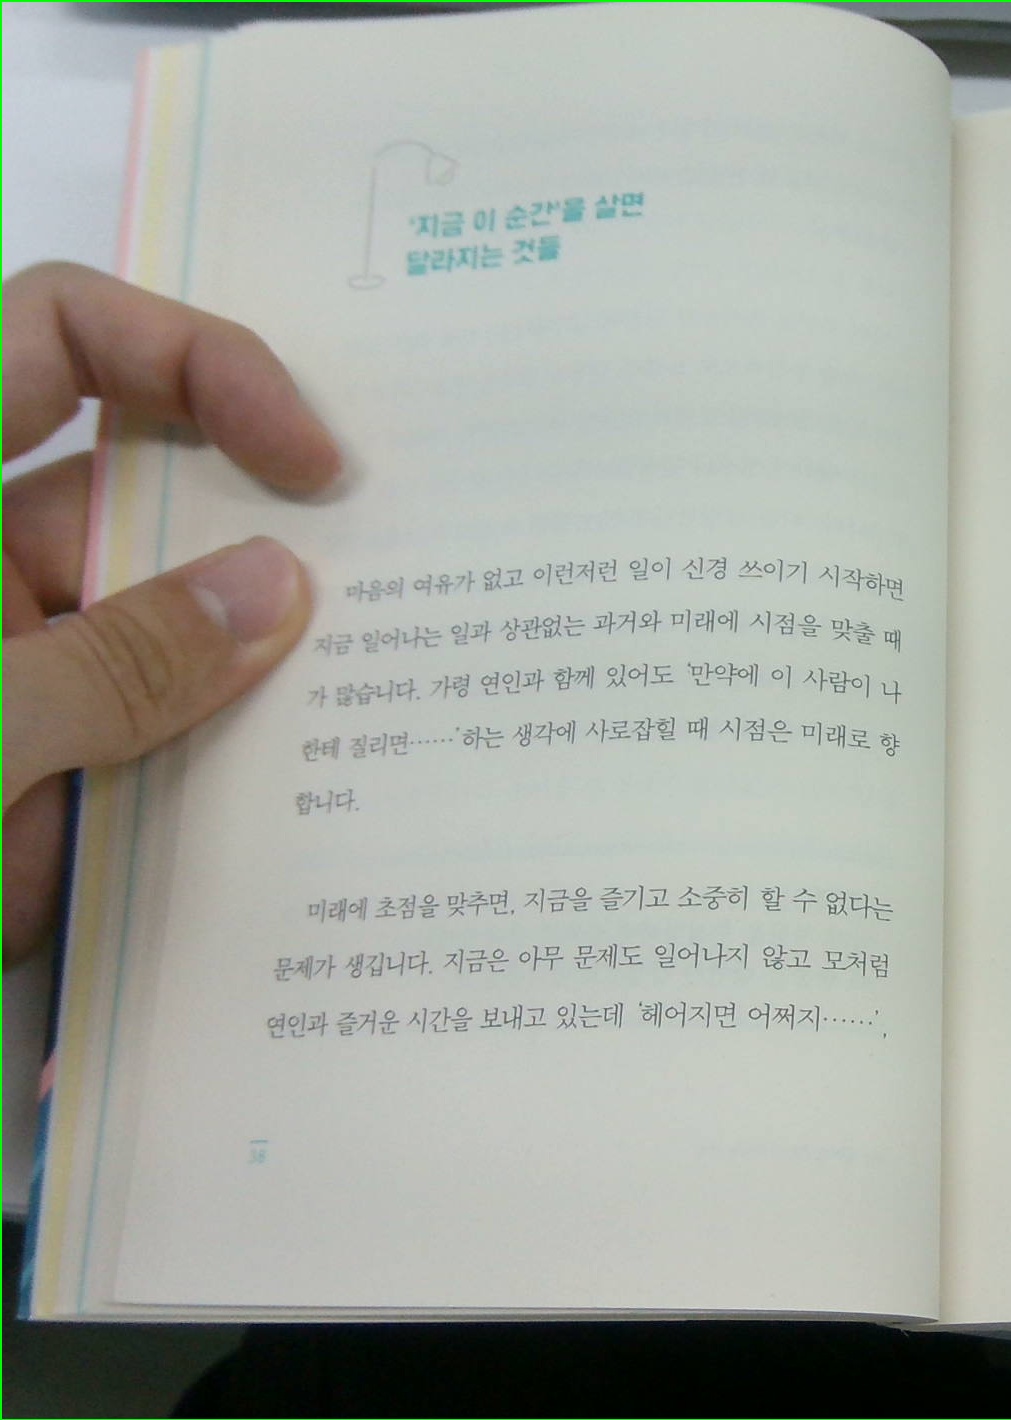 '지금 이 순간'을 살면
달라지는 것들
마음의 여유가 없고 이런저런 일이 신경 쓰이기 시작하면
지금 일어나는 일과 상관없는 과거와 미래에 시점을 맞출 때
가 많습니다. 가령 연인과 함께 있어도 '만약에 이 사람이 나
한테 질리면……'하는 생각에 사로잡힐 때 시점은 미래로 향
합니다.
미래에 초점을 맞추면, 지금을 즐기고 소중히 할 수 없다는
문제가 생깁니다. 지금은 아무 문제도 일어나지 않고 모처럼
연인과 즐거운 시간을 보내고 있는데 '헤어지면 어쩌지……',
38